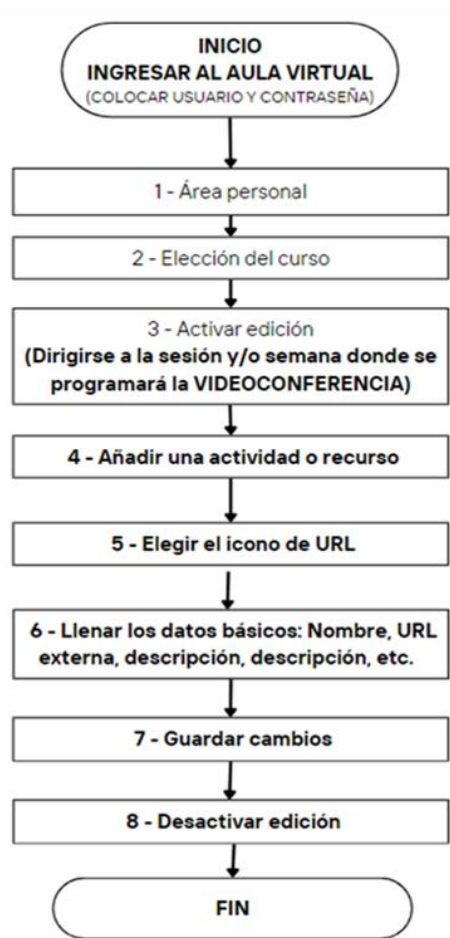 INICIO
INGRESAR AL AULA VIRTUAL
(COLOCAR USUARIO Y CONTRASEÑA)
1 - Área personal
2 - Elección del curso
3 - Activar edición
(Dirigirse a la sesión y/o semana donde se
programará la VIDEOCONFERENCIA)
4 - Añadir una actividad o recurso
5 - Elegir el icono de URL
6 - Llenar los datos básicos: Nombre, URL
externa, descripción, descripción, etc.
7 - Guardar cambios
8 - Desactivar edición
FIN